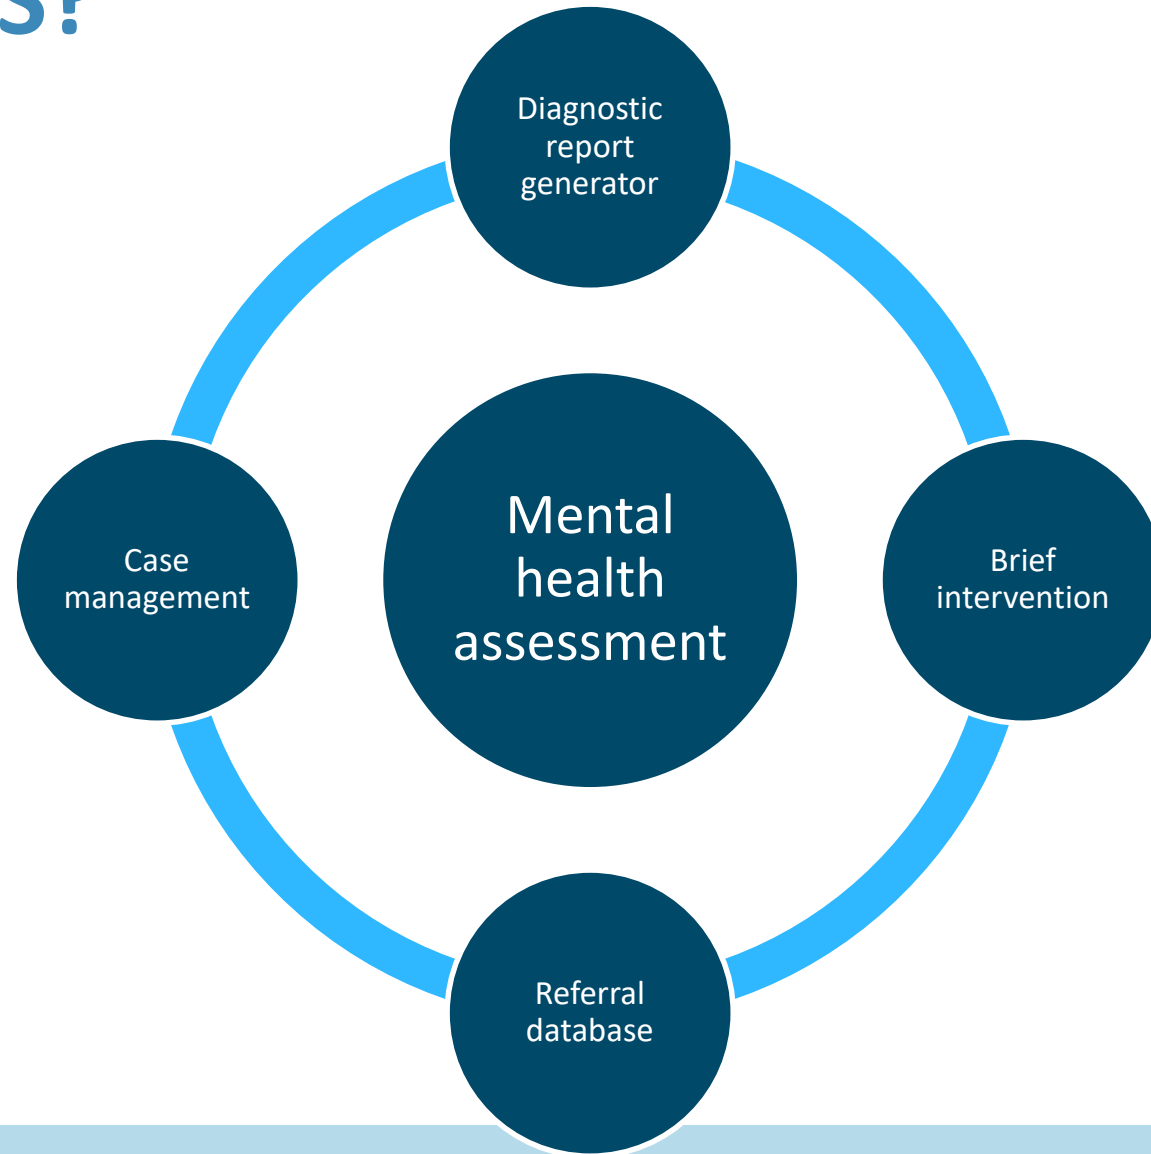 s?
Diagnostic
report
generator
Mental
health
assessment
Case
management
Brief
intervention
Referral
database